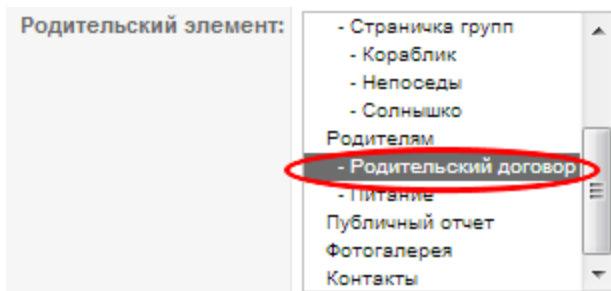 Родительский элемент:
- Страничка групп
- Кораблик
- Непоседы
- Солнышко
Родителям
- Родительский договор
- Питание
Публичный отчет
Фотогалерея
Контакты